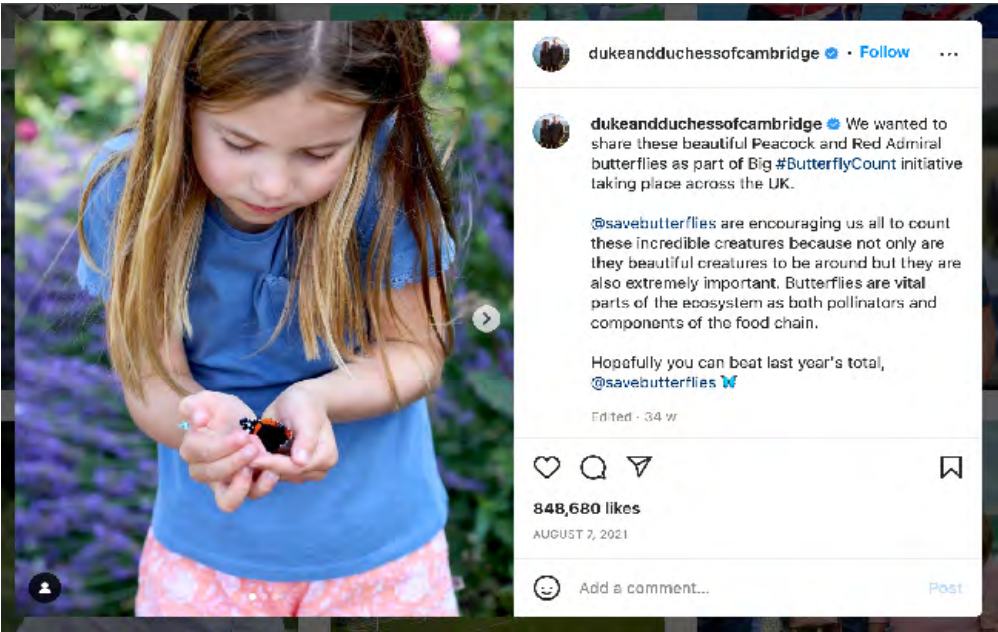 dukeandduchessofcambridge • Follow
dukeandduchessofcambridge We wanted to
share these beautiful Peacock and Red Admiral
butterflies as part of Big #ButterflyCount initiative
taking place across the UK.
@savebutterflies are encouraging us all to count
these incredible creatures because not only are
they beautiful creatures to be around but they are
also extremely important. Butterflies are vital
parts of the ecosystem as both pollinators and
components of the food chain.
Hopefully you can beat last year's total,
@savebutterflies 🦋
Edited · 34 w
848,680 likes
AUGUST 7, 2021
Add a comment...
Post